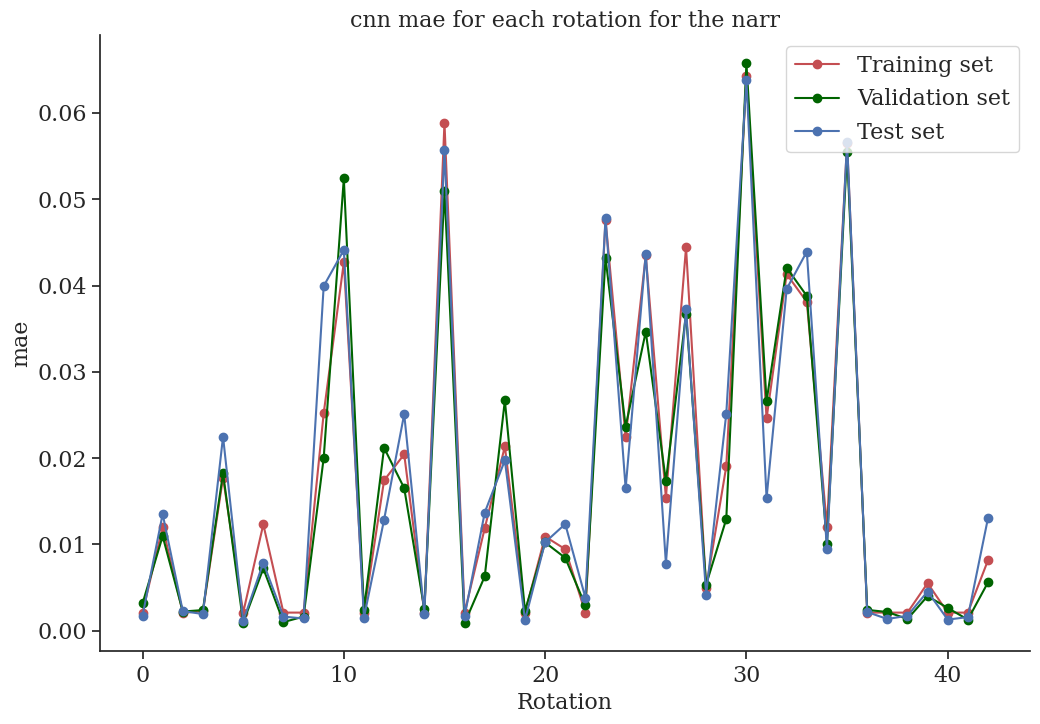 cnn mae for each rotation for the narr
Training set
Validation set
Test set
0.06
0.05
0.04
0.03
0.02
0.01
0.00
mae
0 10 20 30 40
Rotation